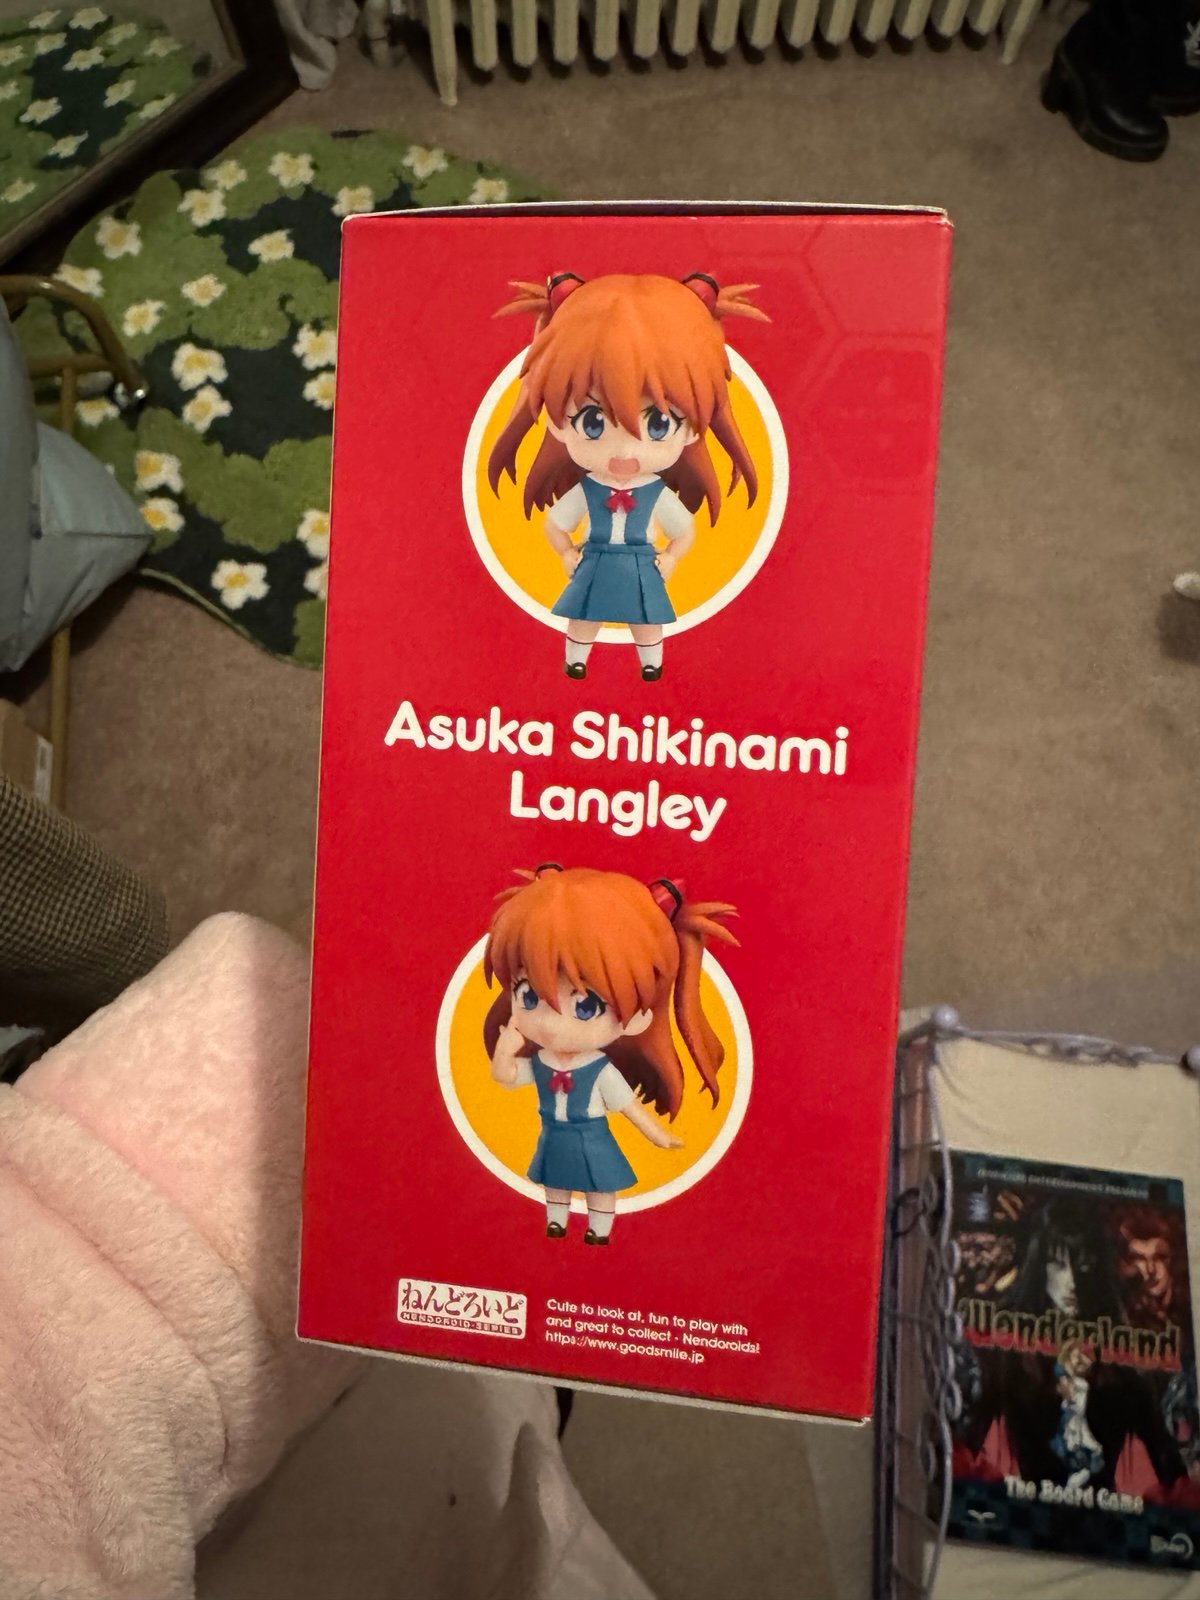 Asuka Shikinami
Langley
ねんどろいど
NENDOROID-SERIES
Cute to look at, fun to play with
and great to collect - Nendoroids!
https://www.goodsmile.jp
Wonderland
The Board Game